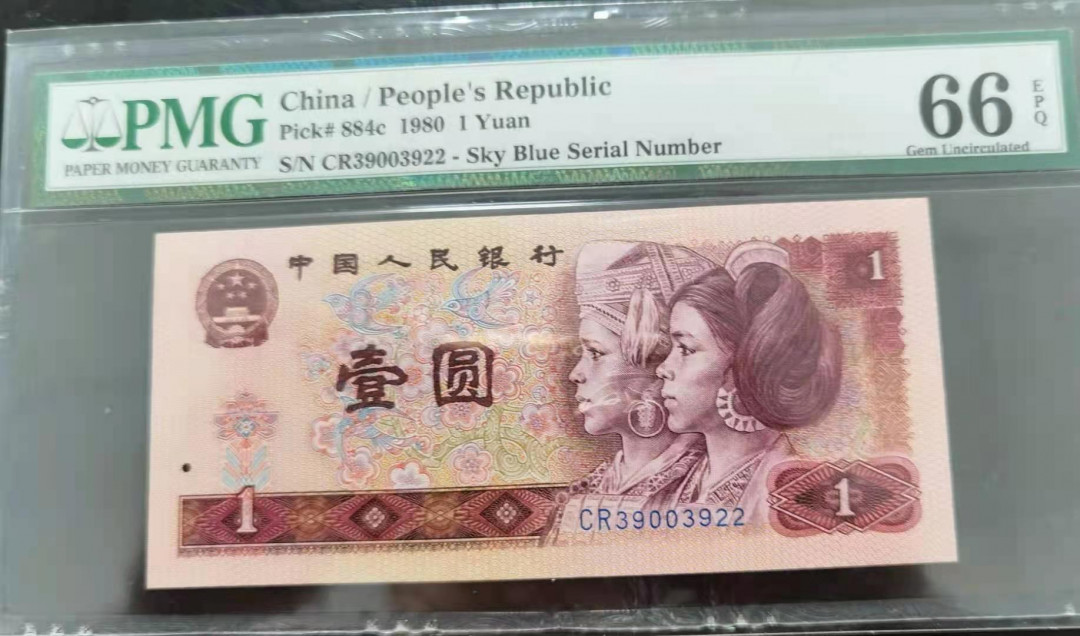 PMG
PAPER MONEY GUARANTY
China / People's Republic
Pick# 884c 1980 1 Yuan
S/N CR39003922 - Sky Blue Serial Number
66
EPQ
Gem Uncirculated
中国人民银行
1
壹圆
1
1
CR39003922